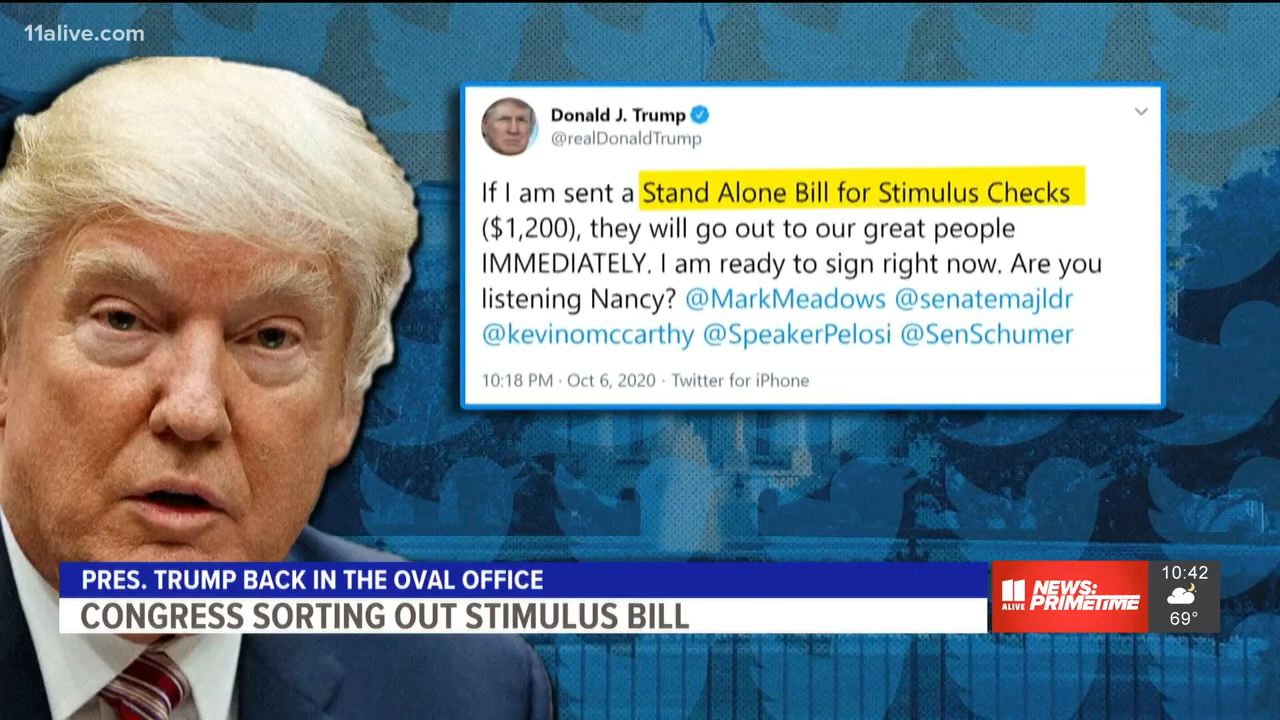 11alive.com
Donald J. Trump
@realDonaldTrump
If I am sent a Stand Alone Bill for Stimulus Checks
($1,200), they will go out to our great people
IMMEDIATELY. I am ready to sign right now. Are you
listening Nancy? @MarkMeadows @senatemajldr
@kevinomccarthy @SpeakerPelosi @SenSchumer
10:18 PM · Oct 6, 2020 · Twitter for iPhone
PRES. TRUMP BACK IN THE OVAL OFFICE
CONGRESS SORTING OUT STIMULUS BILL
11 ALIVE
NEWS:
PRIMETIME
10:42
69°